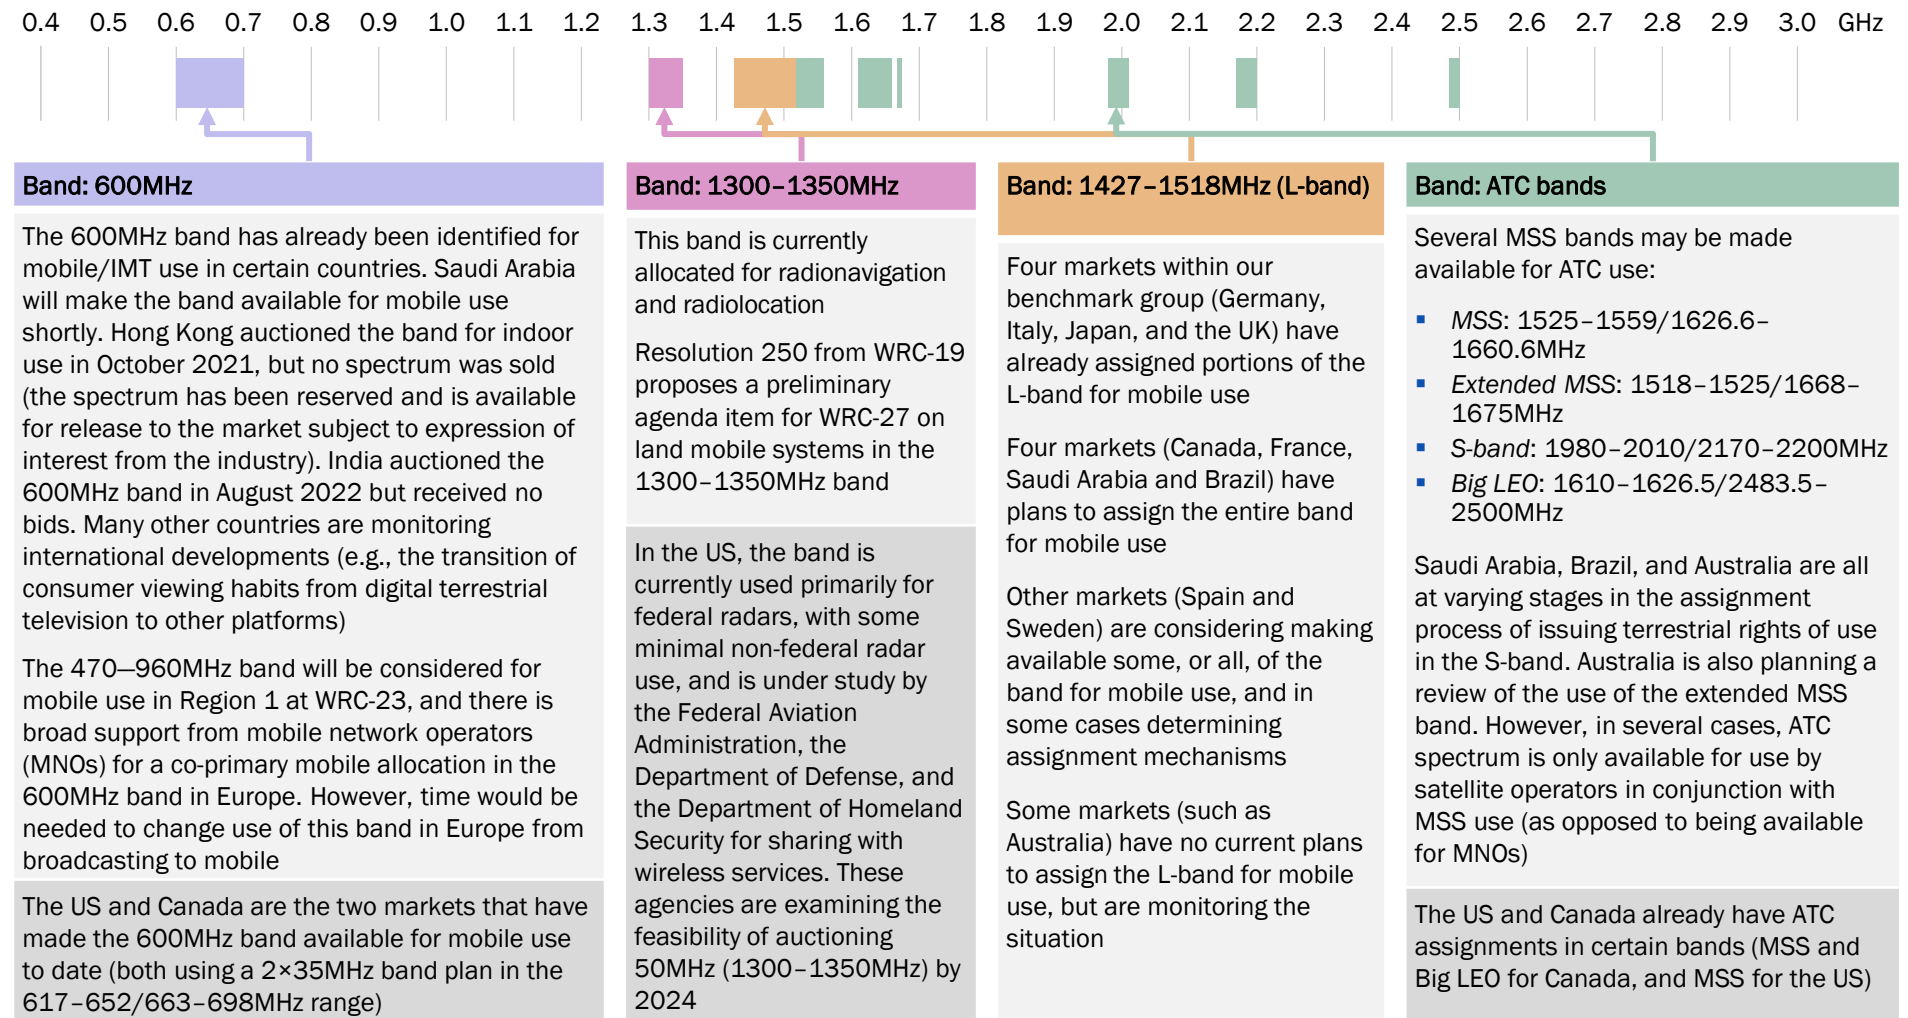 0.4 0.5 0.6 0.7 0.8 0.9 1.0 1.1 1.2 1.3 1.4 1.5 1.6 1.7 1.8 1.9 2.0 2.1 2.2 2.3 2.4 2.5 2.6 2.7 2.8 2.9 3.0 GHz
Band: 600MHz
The 600MHz band has already been identified for
mobile/IMT use in certain countries. Saudi Arabia
will make the band available for mobile use
shortly. Hong Kong auctioned the band for indoor
use in October 2021, but no spectrum was sold
(the spectrum has been reserved and is available
for release to the market subject to expression of
interest from the industry). India auctioned the
600MHz band in August 2022 but received no
bids. Many other countries are monitoring
international developments (e.g., the transition of
consumer viewing habits from digital terrestrial
television to other platforms)
The 470—960MHz band will be considered for
mobile use in Region 1 at WRC-23, and there is
broad support from mobile network operators
(MNOs) for a co-primary mobile allocation in the
600MHz band in Europe. However, time would be
needed to change use of this band in Europe from
broadcasting to mobile
The US and Canada are the two markets that have
made the 600MHz band available for mobile use
to date (both using a 2×35MHz band plan in the
617–652/663–698MHz range)
Band: 1300–1350MHz
This band is currently
allocated for radionavigation
and radiolocation
Resolution 250 from WRC-19
proposes a preliminary
agenda item for WRC-27 on
land mobile systems in the
1300–1350MHz band
In the US, the band is
currently used primarily for
federal radars, with some
minimal non-federal radar
use, and is under study by
the Federal Aviation
Administration, the
Department of Defense, and
the Department of Homeland
Security for sharing with
wireless services. These
agencies are examining the
feasibility of auctioning
50MHz (1300–1350MHz) by
2024
Band: 1427–1518MHz (L-band)
Four markets within our
benchmark group (Germany,
Italy, Japan, and the UK) have
already assigned portions of the
L-band for mobile use
Four markets (Canada, France,
Saudi Arabia and Brazil) have
plans to assign the entire band
for mobile use
Other markets (Spain and
Sweden) are considering making
available some, or all, of the
band for mobile use, and in
some cases determining
assignment mechanisms
Some markets (such as
Australia) have no current plans
to assign the L-band for mobile
use, but are monitoring the
situation
Band: ATC bands
Several MSS bands may be made
available for ATC use:
▪ MSS: 1525–1559/1626.6–
1660.6MHz
▪ Extended MSS: 1518–1525/1668–
1675MHz
▪ S-band: 1980–2010/2170–2200MHz
▪ Big LEO: 1610–1626.5/2483.5–
2500MHz
Saudi Arabia, Brazil, and Australia are all
at varying stages in the assignment
process of issuing terrestrial rights of use
in the S-band. Australia is also planning a
review of the use of the extended MSS
band. However, in several cases, ATC
spectrum is only available for use by
satellite operators in conjunction with
MSS use (as opposed to being available
for MNOs)
The US and Canada already have ATC
assignments in certain bands (MSS and
Big LEO for Canada, and MSS for the US)